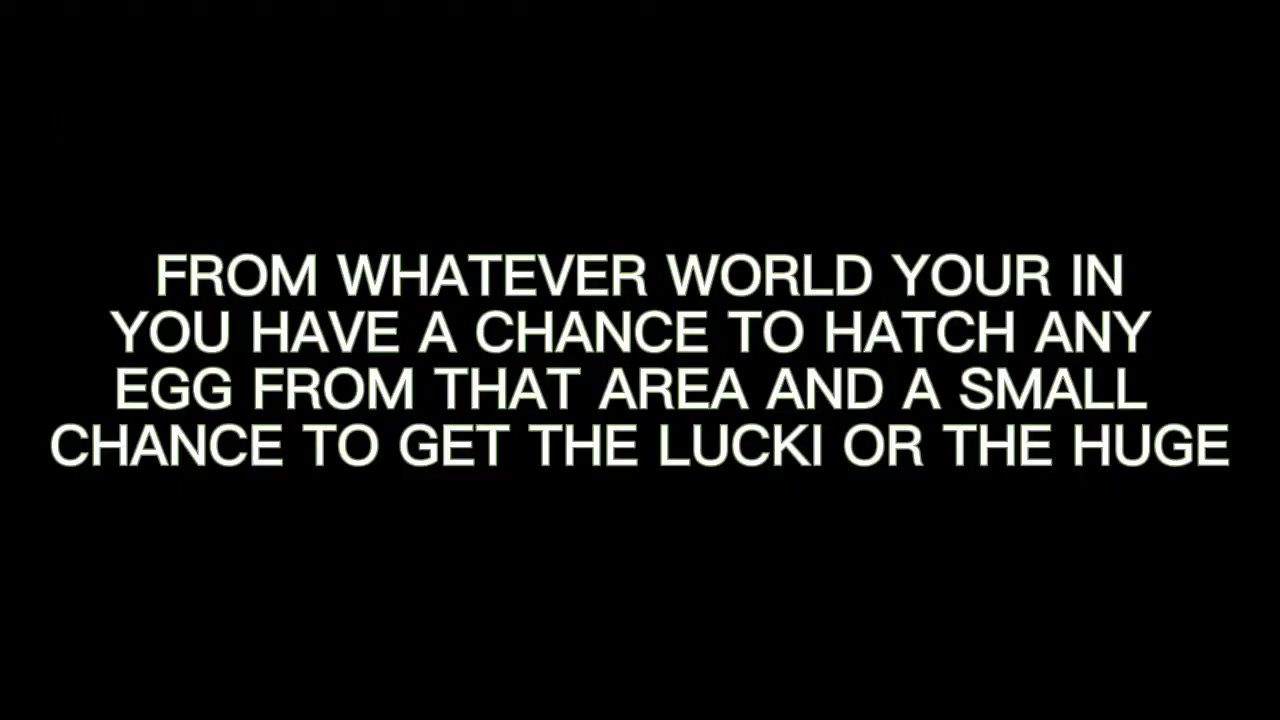 FROM WHATEVER WORLD YOUR IN
YOU HAVE A CHANCE TO HATCH ANY
EGG FROM THAT AREA AND A SMALL
CHANCE TO GET THE LUCKI OR THE HUGE